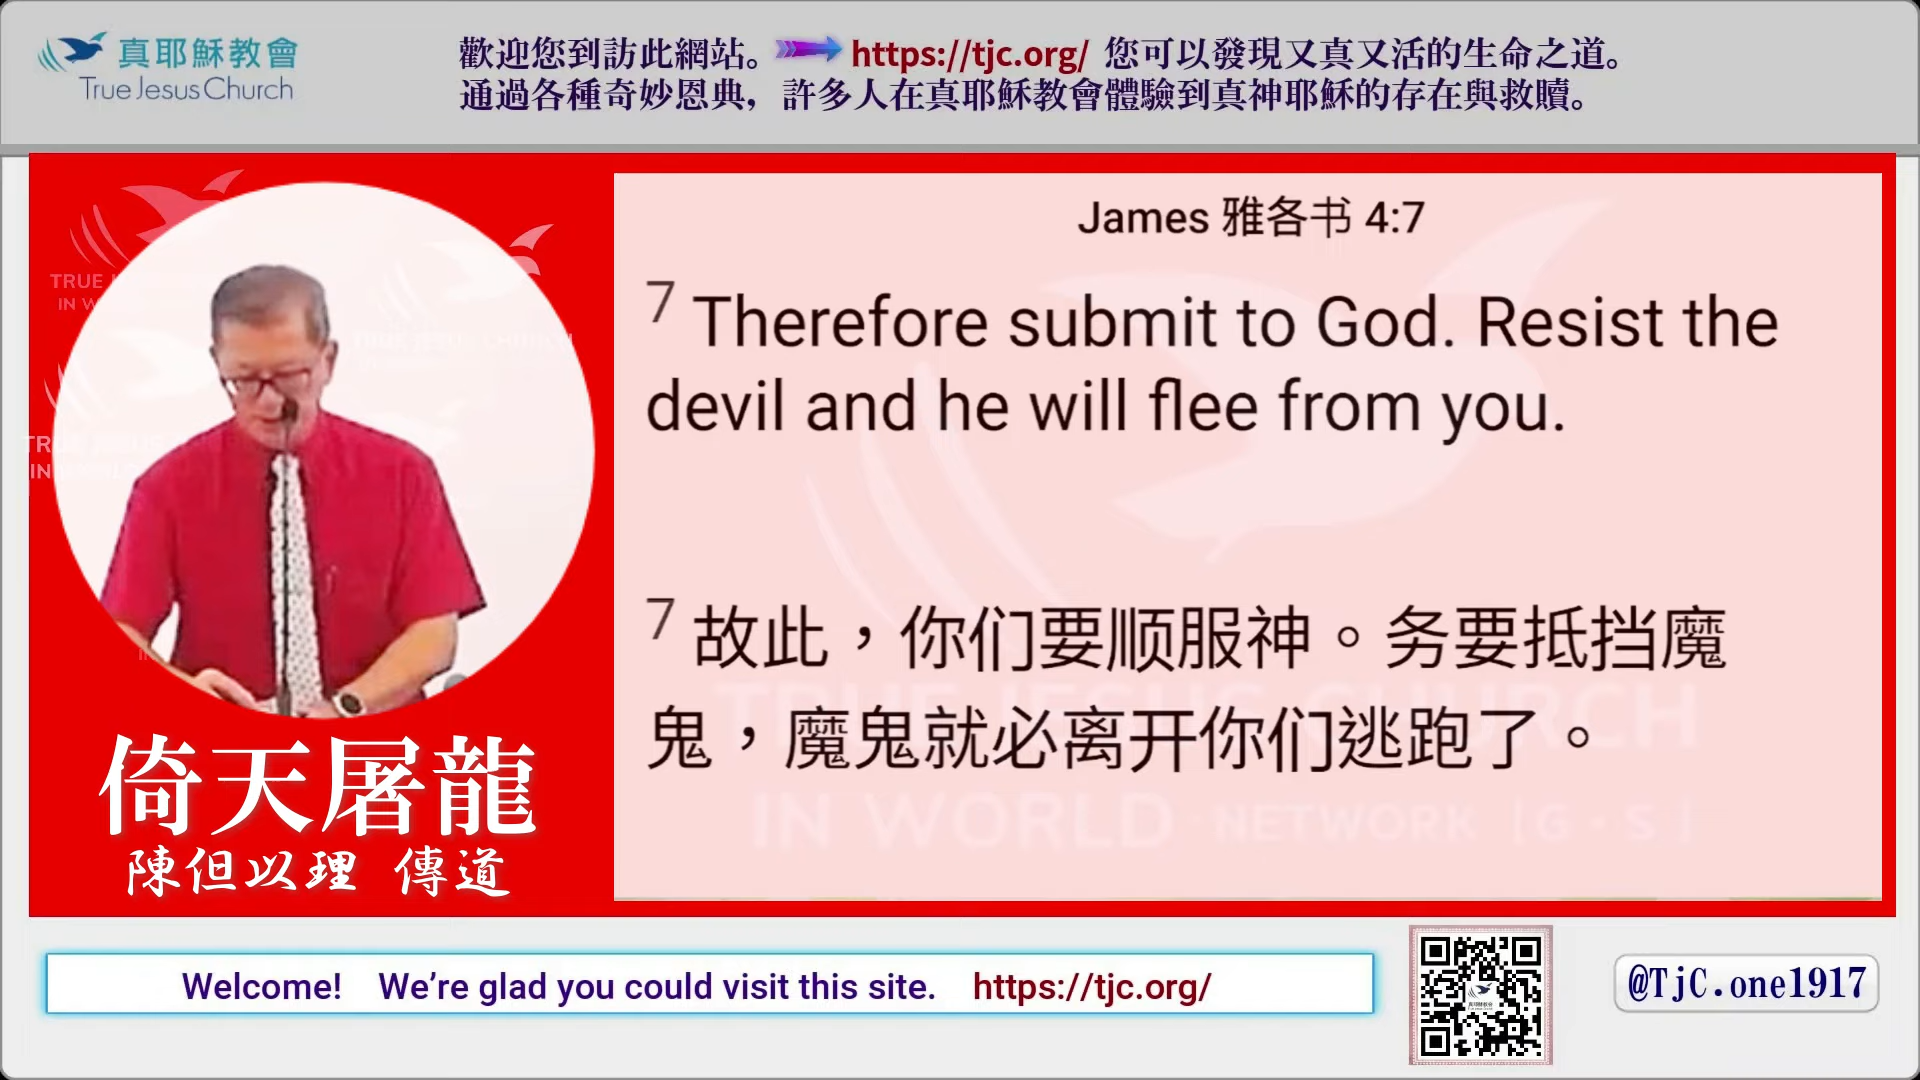 真耶穌教會
True Jesus Church
歡迎您到訪此網站。 https://tjc.org/ 您可以發現又真又活的生命之道。
通過各種奇妙恩典，許多人在真耶穌教會體驗到真神耶穌的存在與救贖。
James 雅各书 4:7
7 Therefore submit to God. Resist the
devil and he will flee from you.
7 故此，你们要顺服神。务要抵挡魔
鬼，魔鬼就必离开你们逃跑了。
TRUE JESUS CHURCH
IN WORLD NETWORK [G·S]
倚天屠龍
陳但以理 傳道
Welcome! We’re glad you could visit this site. https://tjc.org/
@TjC.one1917